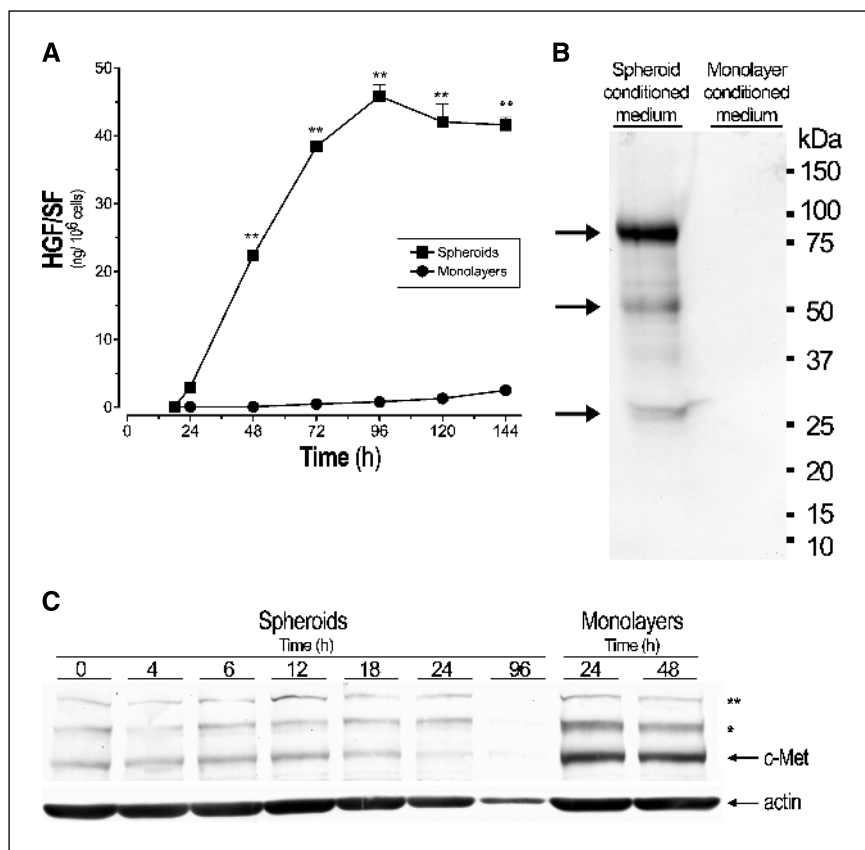 A
50
40
30
20
10
0
HGF/SF
(ng/ 10⁶ cells)
**
**
**
**
**
Spheroids
Monolayers
0 24 48 72 96 120 144
Time (h)
B
Spheroid conditioned medium
Monolayer conditioned medium
kDa
150
100
75
50
37
25
20
15
10
C
Spheroids
Time (h)
0 4 6 12 18 24 96
Monolayers
Time (h)
24 48
**
*
c-Met
actin